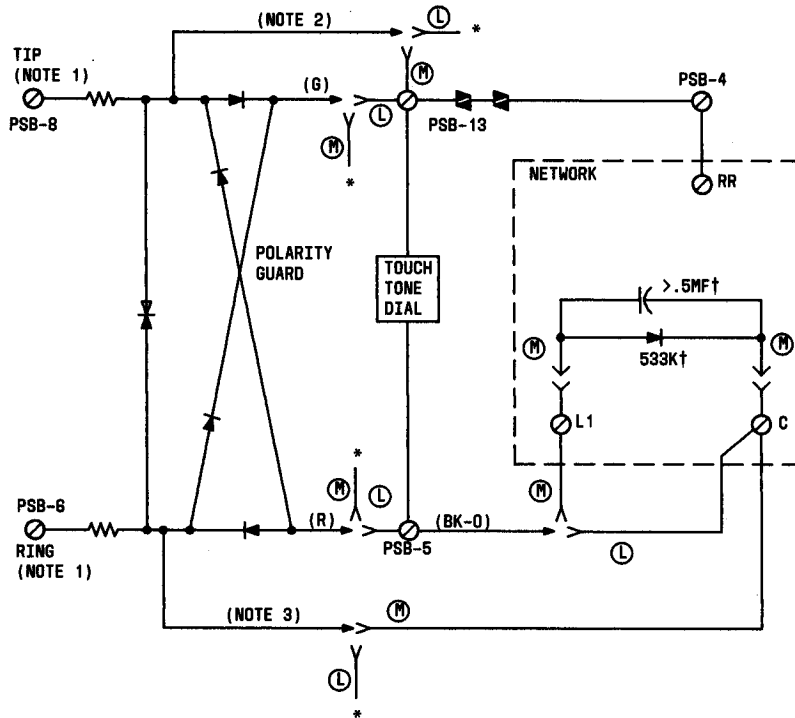 (NOTE 2)
L
*
TIP
(NOTE 1)
M
PSB-4
(G)
L
PSB-8
PSB-13
M
*
NETWORK
RR
POLARITY
GUARD
TOUCH
TONE
DIAL
>.5MF†
M
M
533K†
L1
C
*
M
L
M
PSB-6
(R)
(BK-O)
PSB-5
L
RING
(NOTE 1)
(NOTE 3)
M
L
*